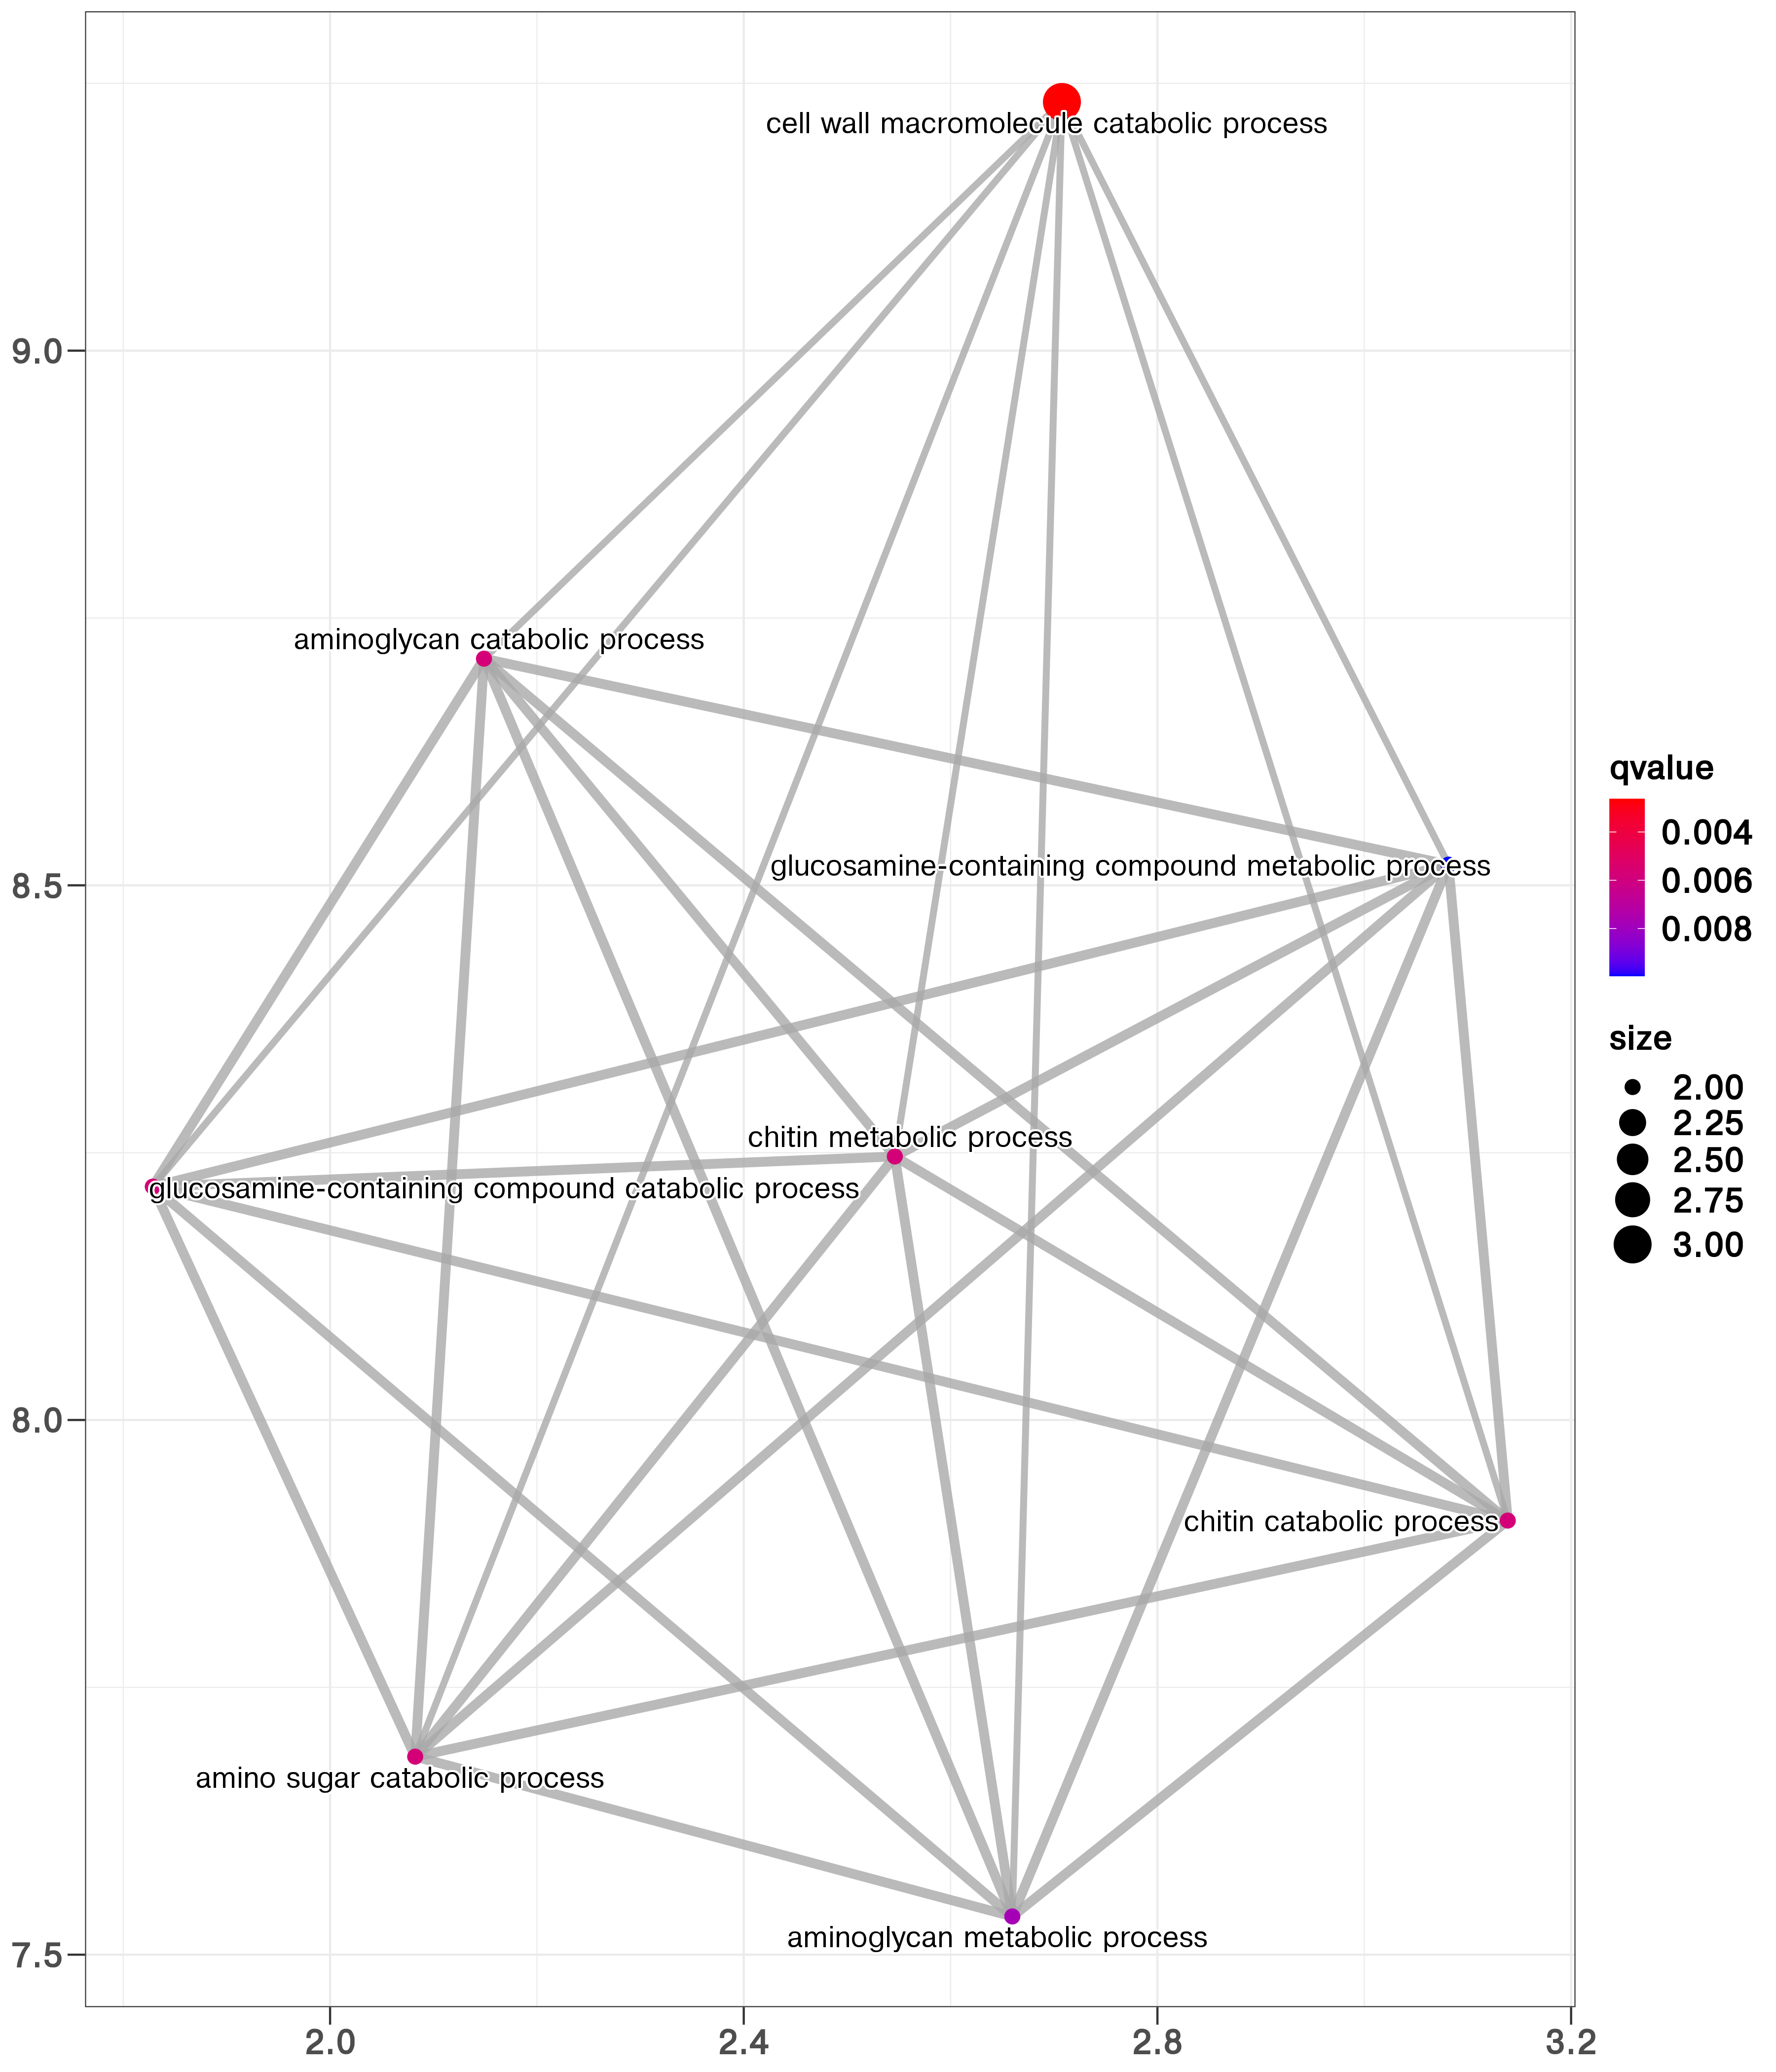 cell wall macromolecule catabolic process
9.0
aminoglycan catabolic process
qvalue
0.004
glucosamine-containing compound metabolic process
8.5
0.006
0.008
size
2.00
2.25
chitin metabolic process
2.50
glucosamine-containing compound catabolic process
2.75
3.00
8.0
chitin catabolic process
amino sugar catabolic process
aminoglycan metabolic process
7.5
2.0 2.4 2.8 3.2